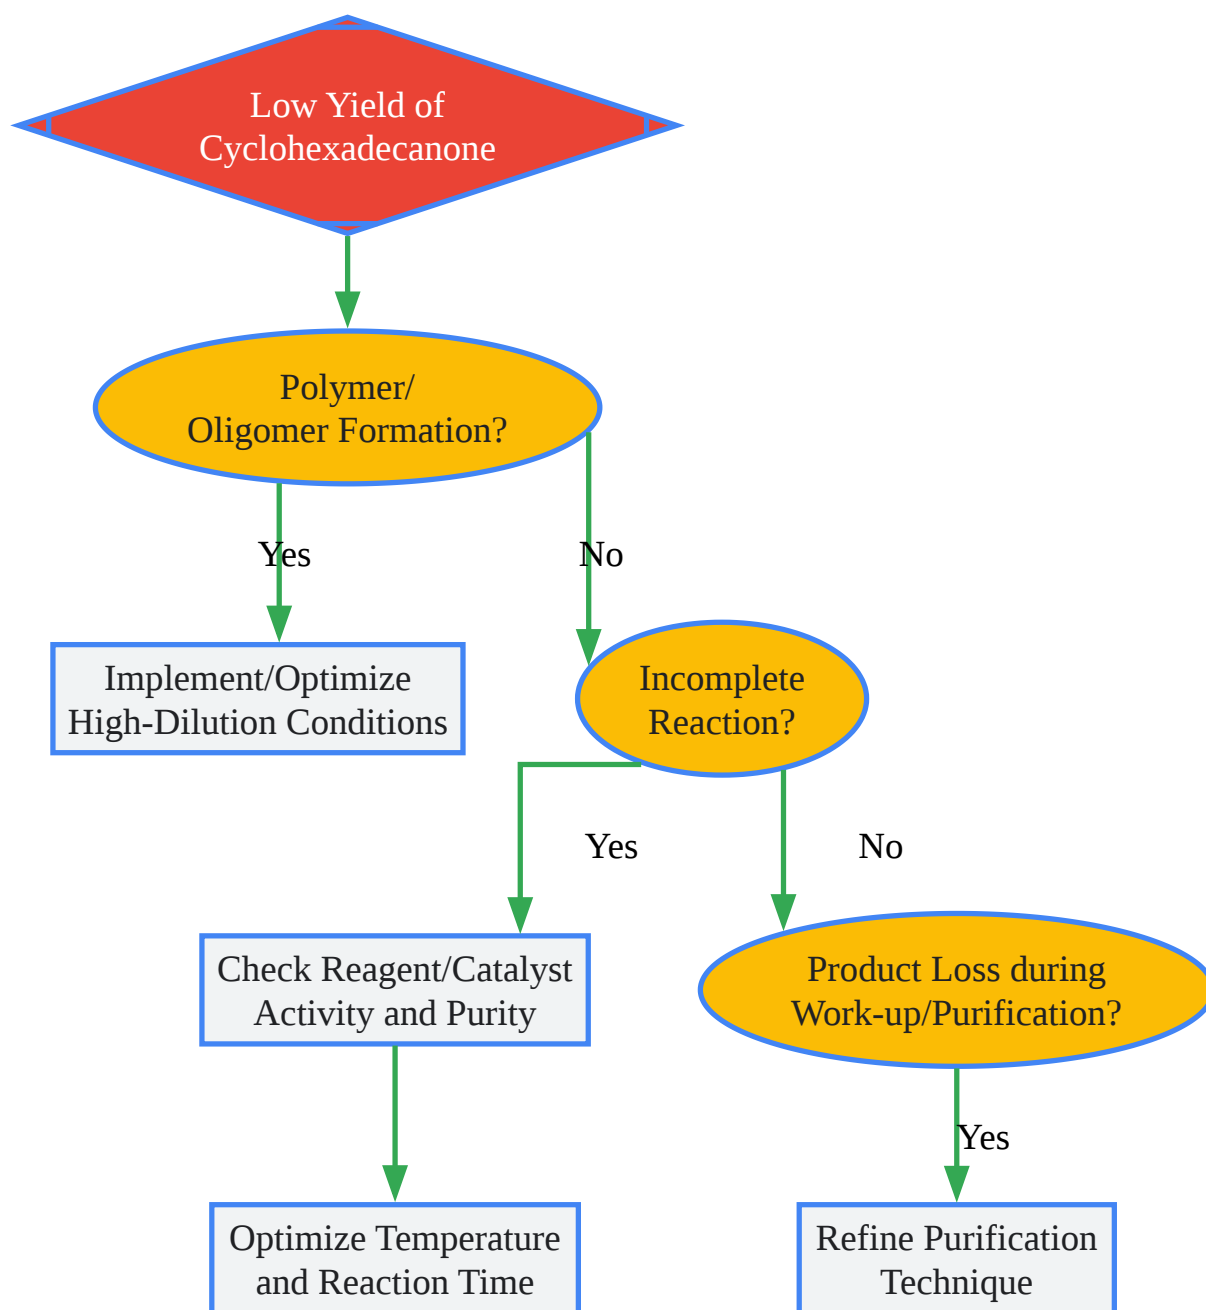 Low Yield of
Cyclohexadecanone
Polymer/
Oligomer Formation?
Yes
No
Implement/Optimize
High-Dilution Conditions
Incomplete
Reaction?
Yes
No
Check Reagent/Catalyst
Activity and Purity
Product Loss during
Work-up/Purification?
Yes
Optimize Temperature
and Reaction Time
Refine Purification
Technique